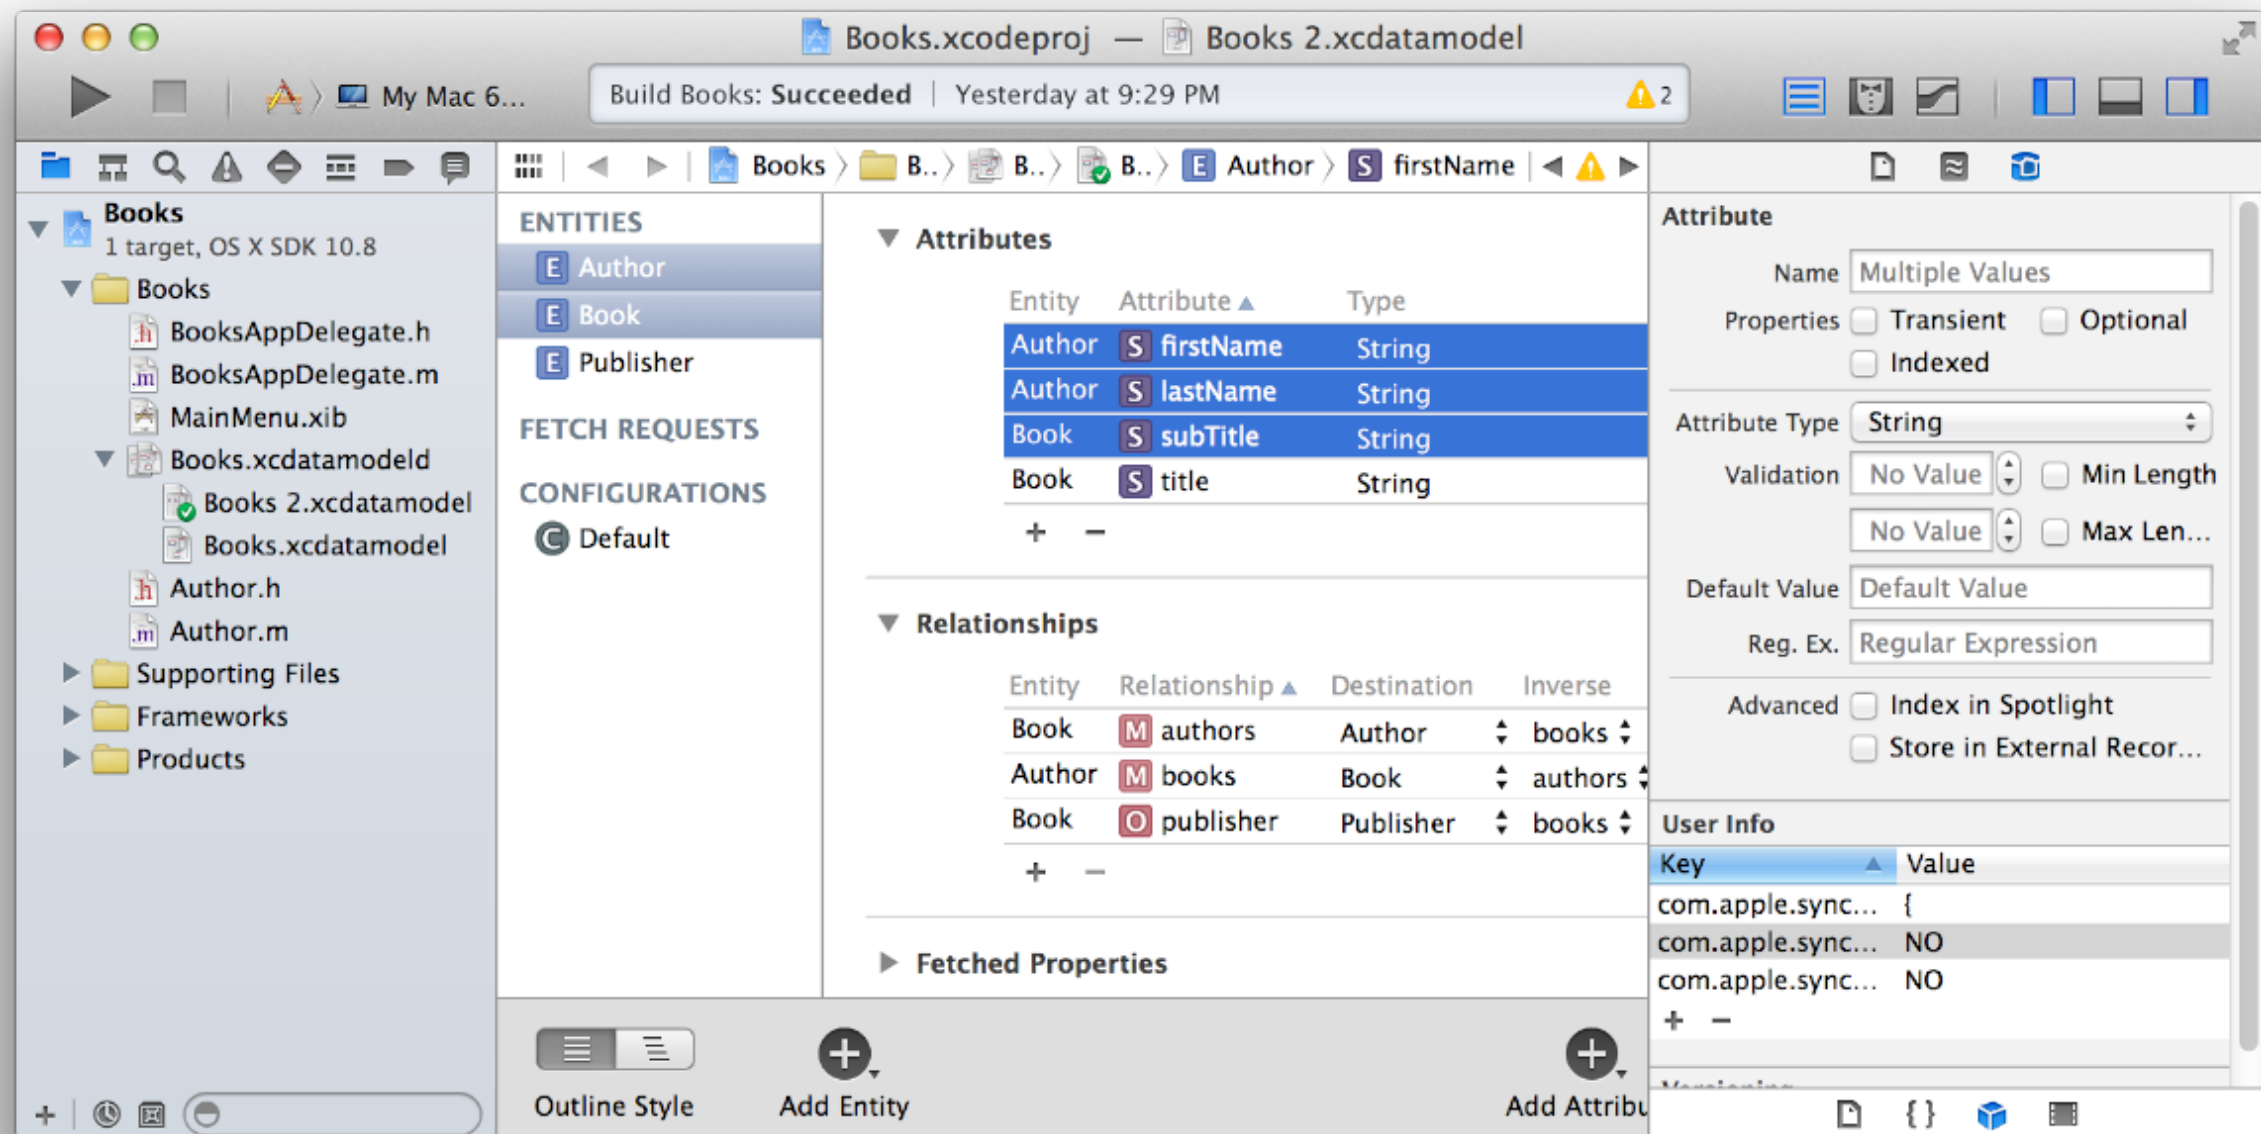 Books.xcodeproj — Books 2.xcdatamodel
My Mac 6...
Build Books: Succeeded | Yesterday at 9:29 PM
2
Books
B..
B..
B..
E Author
S firstName
Books
1 target, OS X SDK 10.8
Books
h BooksAppDelegate.h
.m BooksAppDelegate.m
MainMenu.xib
Books.xcdatamodeld
Books 2.xcdatamodel
Books.xcdatamodel
h Author.h
.m Author.m
Supporting Files
Frameworks
Products
ENTITIES
E Author
E Book
E Publisher
FETCH REQUESTS
CONFIGURATIONS
C Default
Attributes
Entity Attribute Type
Author S firstName String
Author S lastName String
Book S subTitle String
Book S title String
+ −
Relationships
Entity Relationship Destination Inverse
Book M authors Author books
Author M books Book authors
Book O publisher Publisher books
+ −
Fetched Properties
Outline Style
Add Entity
Add Attribu
Attribute
Name Multiple Values
Properties Transient Optional
Indexed
Attribute Type String
Validation No Value Min Length
No Value Max Len...
Default Value Default Value
Reg. Ex. Regular Expression
Advanced Index in Spotlight
Store in External Recor...
User Info
Key Value
com.apple.sync... {
com.apple.sync... NO
com.apple.sync... NO
+ −
{ }